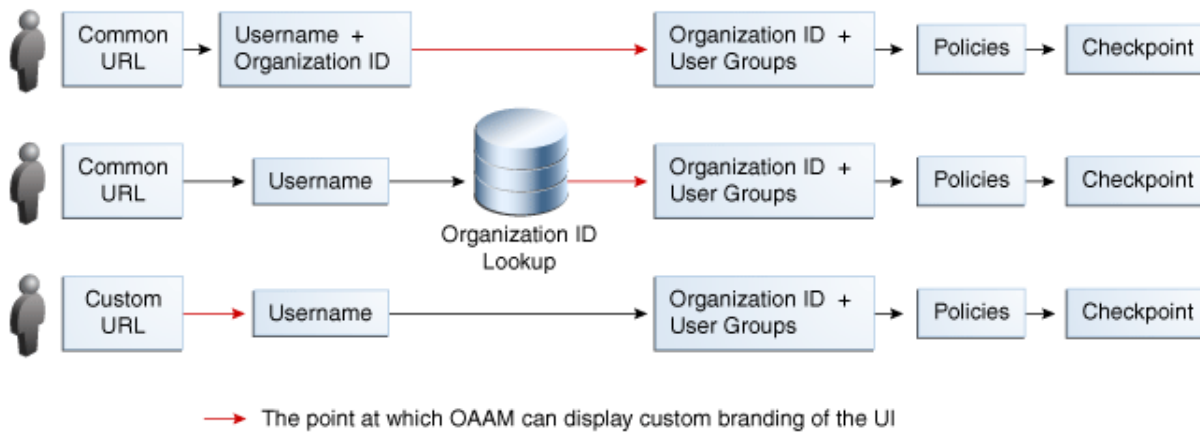 Common
URL
Username +
Organization ID
Organization ID +
User Groups
Policies
Checkpoint
Common
URL
Username
Organization ID
Lookup
Organization ID +
User Groups
Policies
Checkpoint
Custom
URL
Username
Organization ID +
User Groups
Policies
Checkpoint
The point at which OAAM can display custom branding of the UI